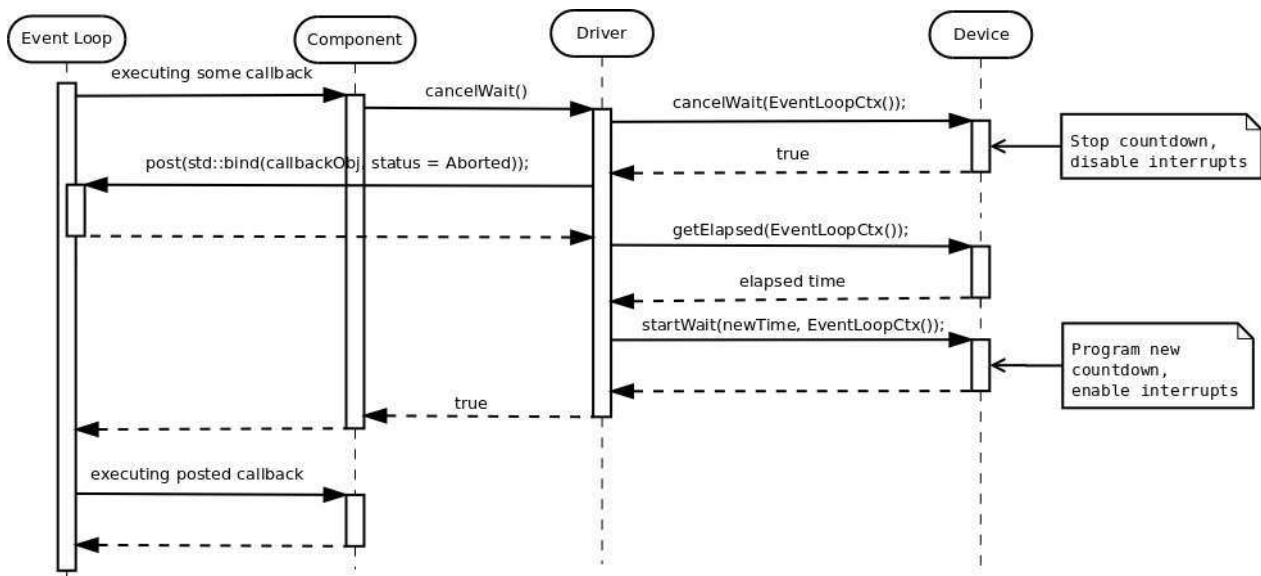 Event Loop
Component
Driver
Device
executing some callback
cancelWait()
cancelWait(EventLoopCtx());
Stop countdown,
disable interrupts
true
post(std::bind(callbackObj, status = Aborted));
getElapsed(EventLoopCtx());
elapsed time
startWait(newTime, EventLoopCtx());
Program new
countdown,
enable interrupts
true
executing posted callback